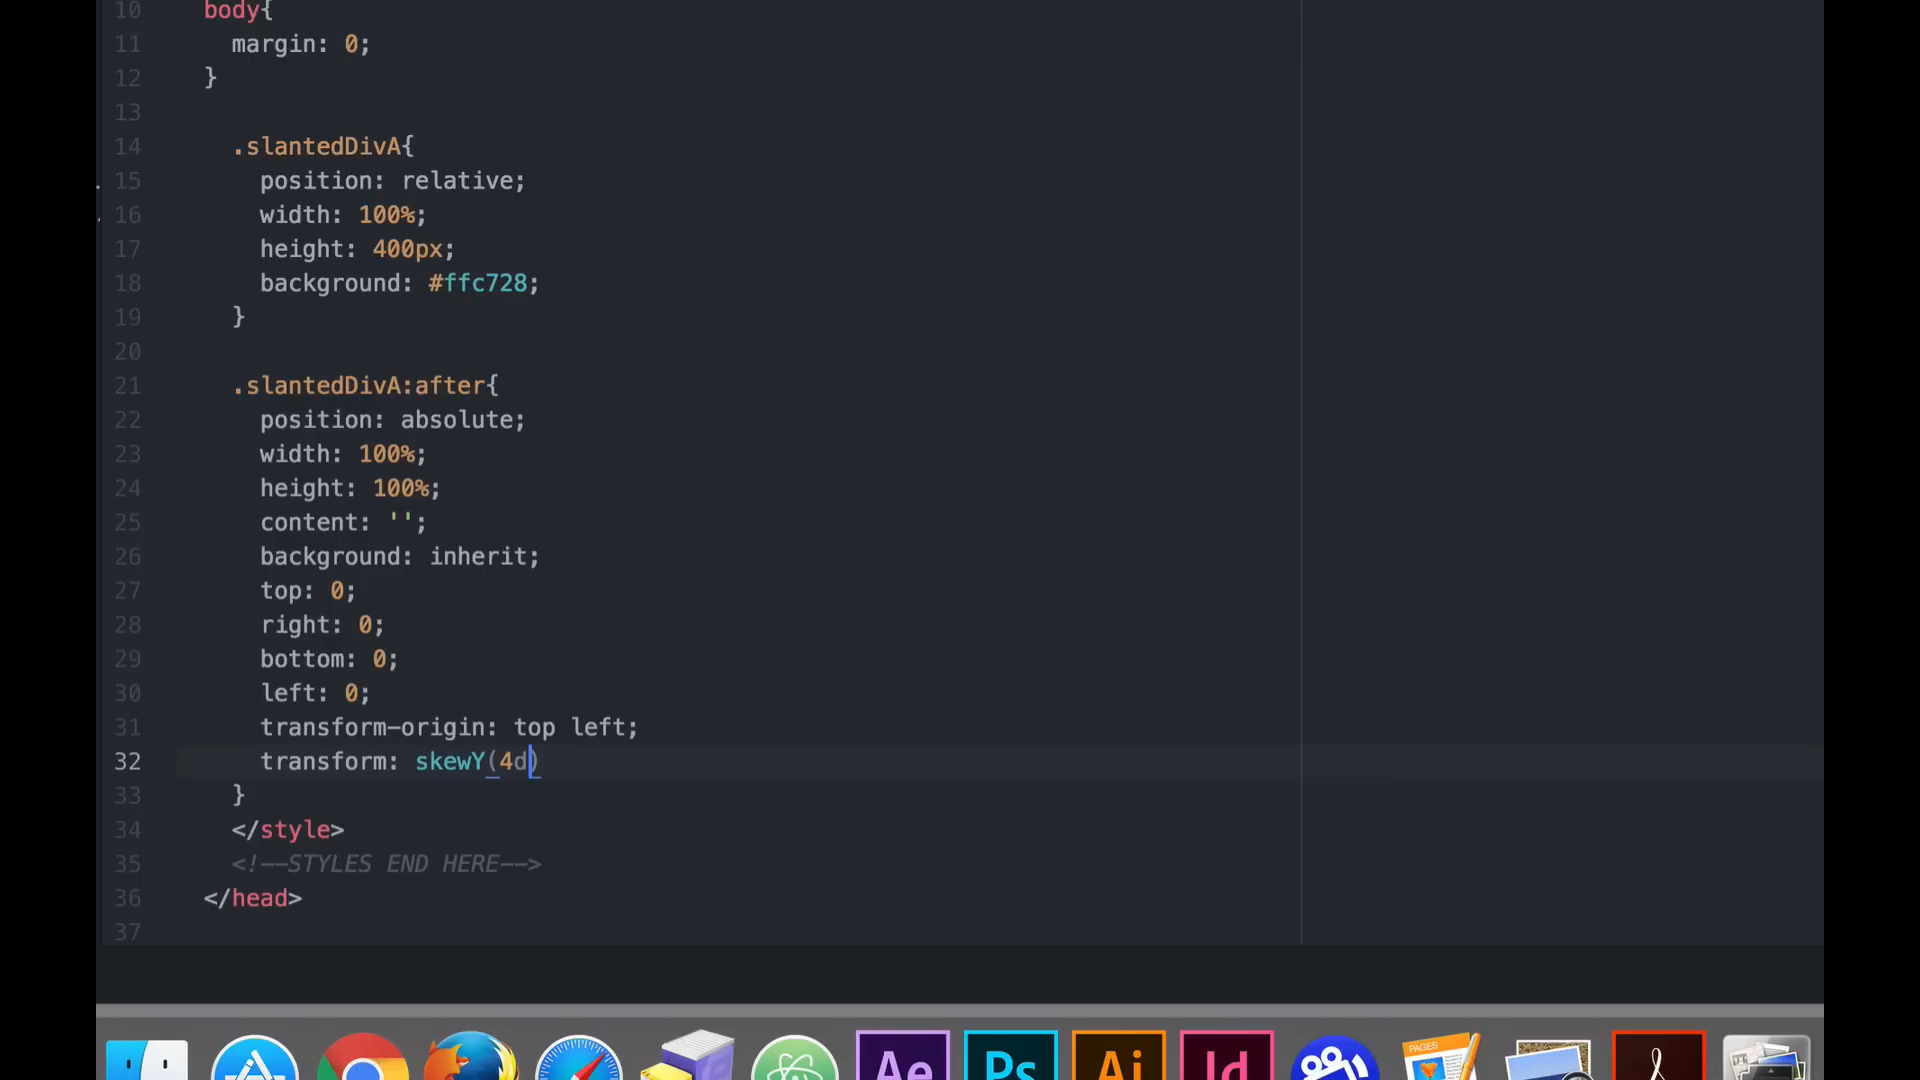 10 body{
11 margin: 0;
12 }
13
14 .slantedDivA{
15 position: relative;
16 width: 100%;
17 height: 400px;
18 background: #ffc728;
19 }
20
21 .slantedDivA:after{
22 position: absolute;
23 width: 100%;
24 height: 100%;
25 content: '';
26 background: inherit;
27 top: 0;
28 right: 0;
29 bottom: 0;
30 left: 0;
31 transform-origin: top left;
32 transform: skewY(4d)
33 }
34 </style>
35 <!--STYLES END HERE-->
36 </head>
37
Ae Ps Ai Id PAGES